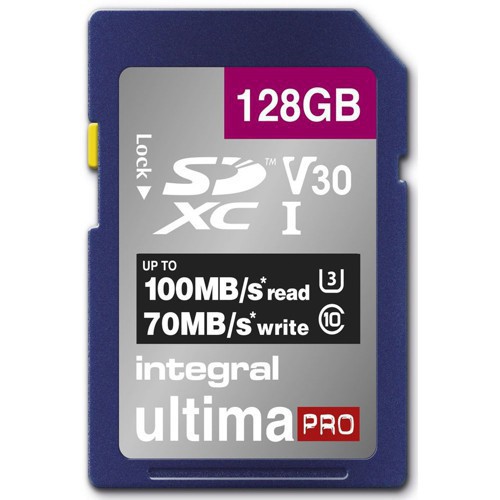 128GB
Lock
SD™ V30
XC I
UP TO
100MB/s* read 3
70MB/s* write 10
integral
ultima PRO